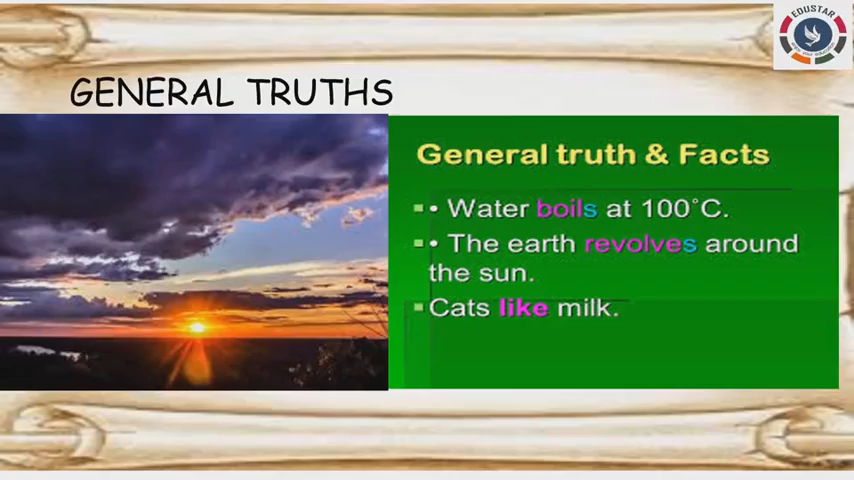 EDUSTAR
GENERAL TRUTHS
General truth & Facts
• Water boils at 100°C.
• The earth revolves around
the sun.
Cats like milk.